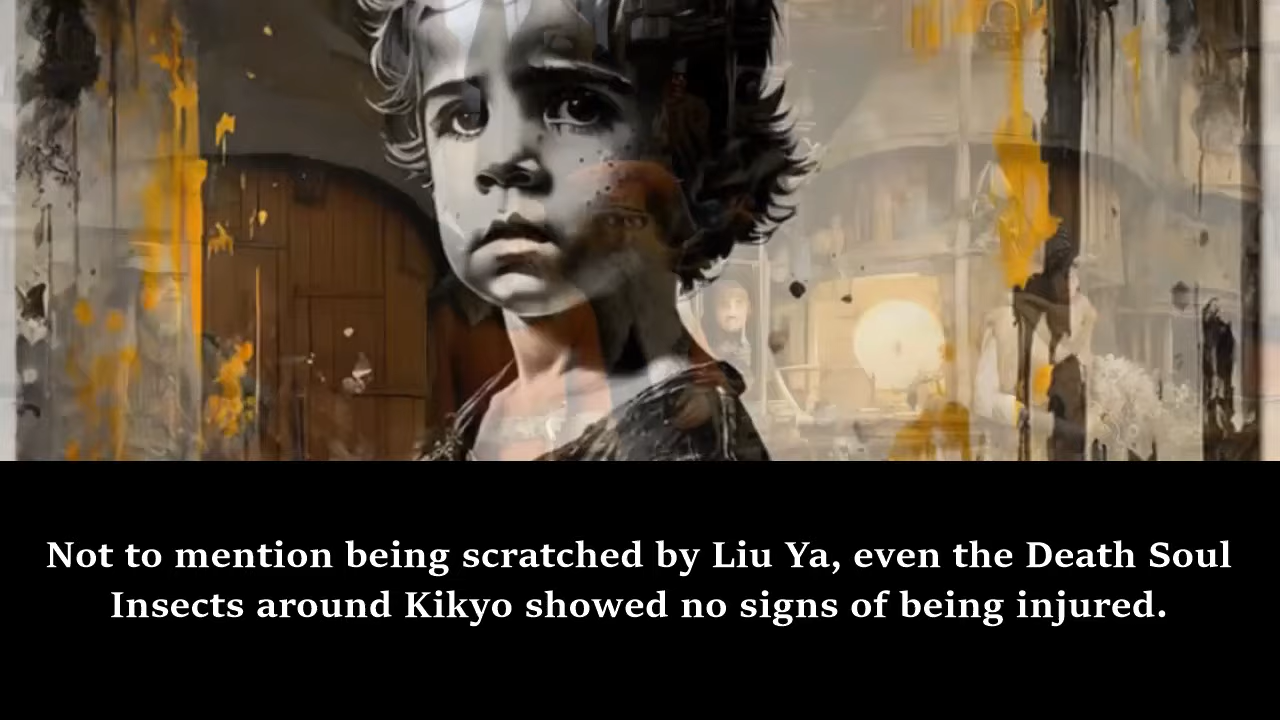 Not to mention being scratched by Liu Ya, even the Death Soul
Insects around Kikyo showed no signs of being injured.